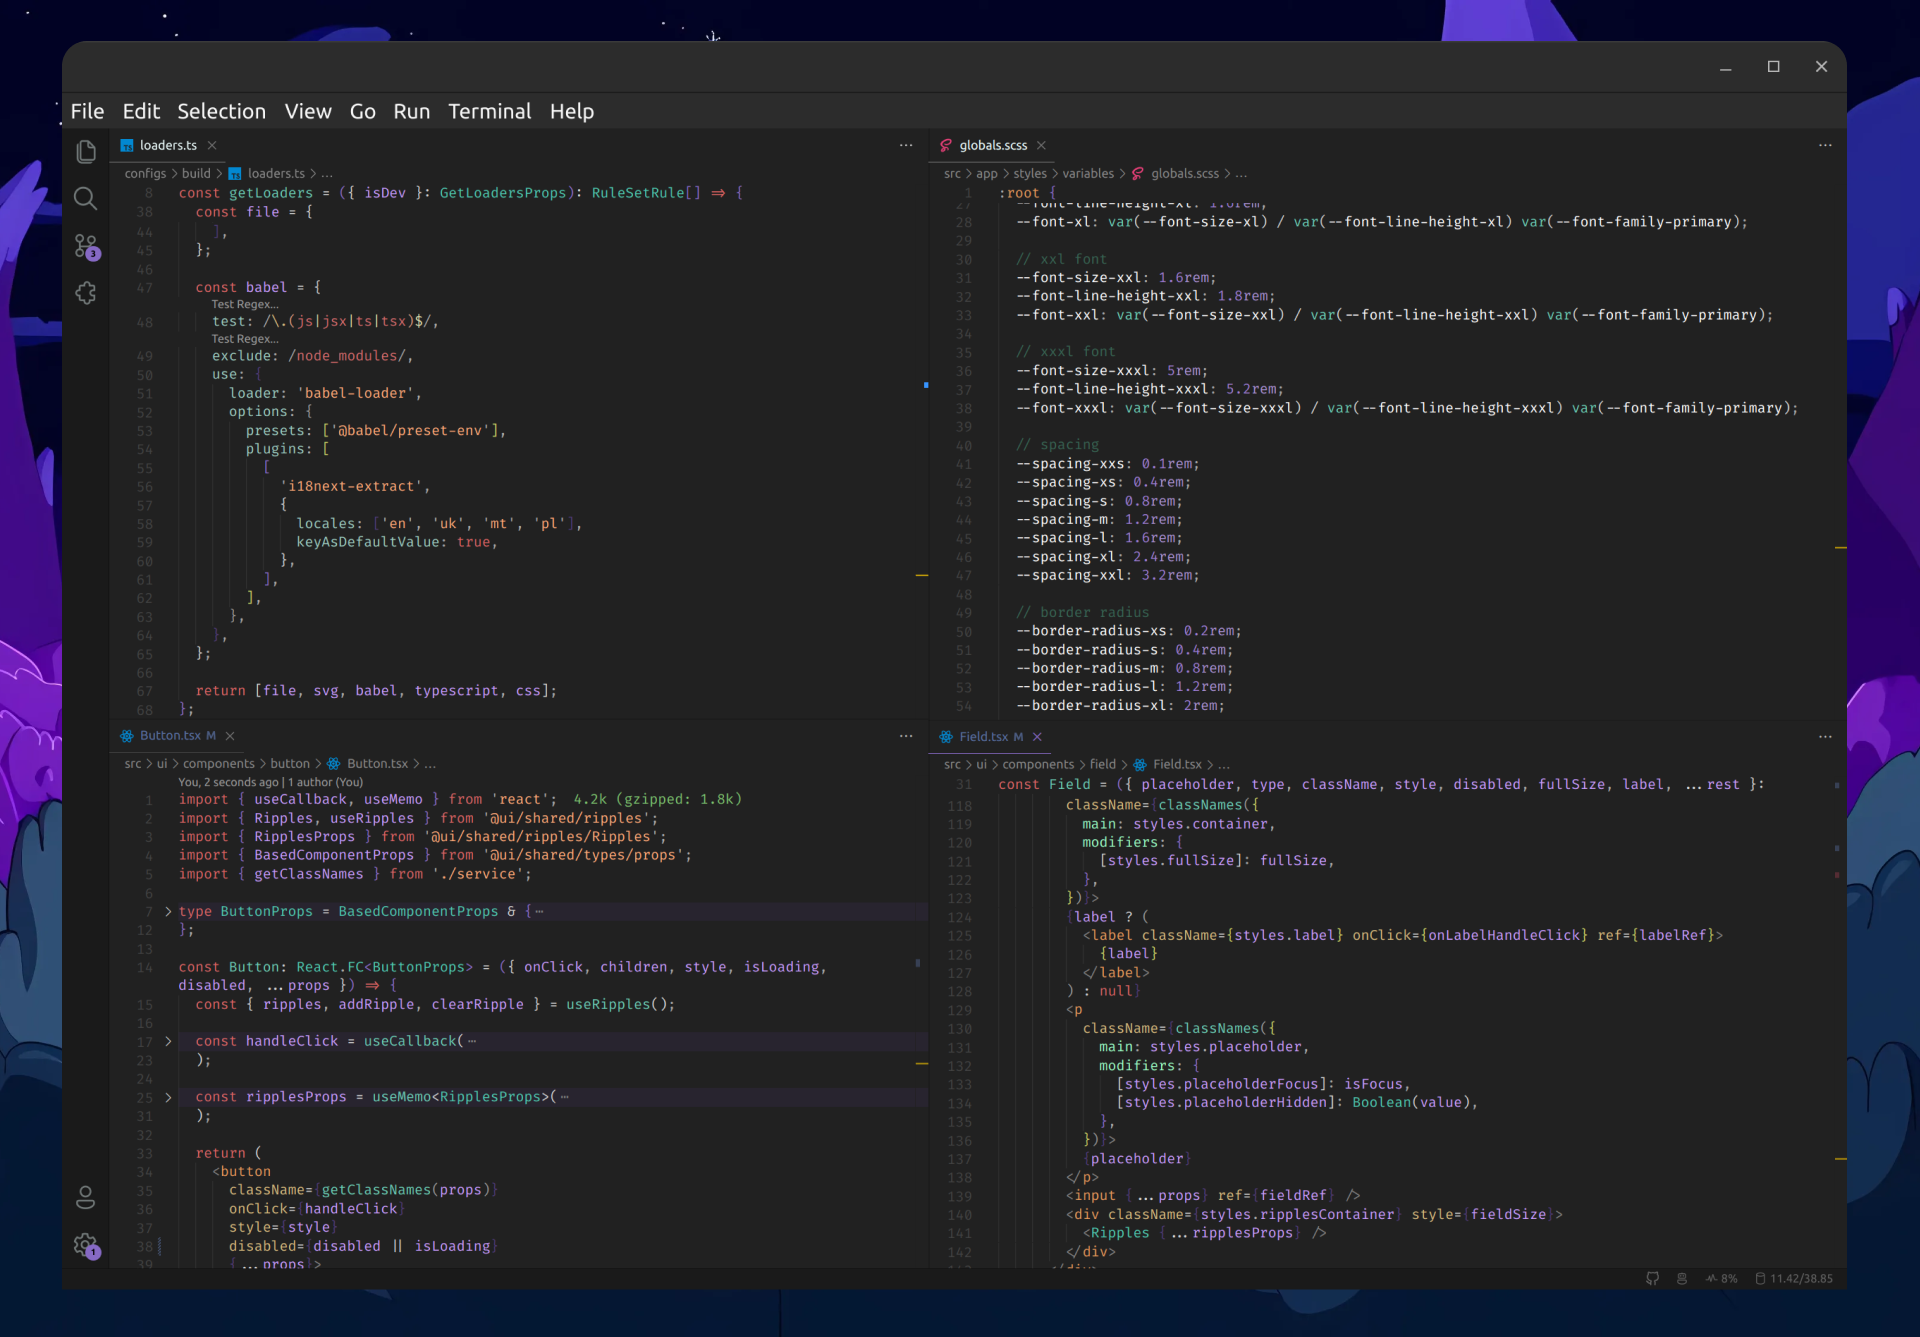 File Edit Selection View Go Run Terminal Help
loaders.ts
configs > build > loaders.ts > ...
8 const getLoaders = ({ isDev }: GetLoadersProps): RuleSetRule[] => {
38 const file = {
44 ],
45 };
46
47 const babel = {
Test Regex...
48 test: /\.(js|jsx|ts|tsx)$/,
Test Regex...
49 exclude: /node_modules/,
50 use: {
51 loader: 'babel-loader',
52 options: {
53 presets: ['@babel/preset-env'],
54 plugins: [
55 [
56 'i18next-extract',
57 {
58 locales: ['en', 'uk', 'mt', 'pl'],
59 keyAsDefaultValue: true,
60 },
61 ],
62 ],
63 },
64 },
65 };
66
67 return [file, svg, babel, typescript, css];
68 };
globals.scss
src > app > styles > variables > globals.scss > ...
1 :root {
27 --font-line-height-xl: 1.6rem;
28 --font-xl: var(--font-size-xl) / var(--font-line-height-xl) var(--font-family-primary);
29
30 // xxl font
31 --font-size-xxl: 1.6rem;
32 --font-line-height-xxl: 1.8rem;
33 --font-xxl: var(--font-size-xxl) / var(--font-line-height-xxl) var(--font-family-primary);
34
35 // xxxl font
36 --font-size-xxxl: 5rem;
37 --font-line-height-xxxl: 5.2rem;
38 --font-xxxl: var(--font-size-xxxl) / var(--font-line-height-xxxl) var(--font-family-primary);
39
40 // spacing
41 --spacing-xxs: 0.1rem;
42 --spacing-xs: 0.4rem;
43 --spacing-s: 0.8rem;
44 --spacing-m: 1.2rem;
45 --spacing-l: 1.6rem;
46 --spacing-xl: 2.4rem;
47 --spacing-xxl: 3.2rem;
48
49 // border radius
50 --border-radius-xs: 0.2rem;
51 --border-radius-s: 0.4rem;
52 --border-radius-m: 0.8rem;
53 --border-radius-l: 1.2rem;
54 --border-radius-xl: 2rem;
Button.tsx M
src > ui > components > button > Button.tsx > ...
You, 2 seconds ago | 1 author (You)
1 import { useCallback, useMemo } from 'react'; 4.2k (gzipped: 1.8k)
2 import { Ripples, useRipples } from '@ui/shared/ripples';
3 import { RipplesProps } from '@ui/shared/ripples/Ripples';
4 import { BasedComponentProps } from '@ui/shared/types/props';
5 import { getClassNames } from './service';
6
7 type ButtonProps = BasedComponentProps & {⋯
12 };
13
14 const Button: React.FC<ButtonProps> = ({ onClick, children, style, isLoading,
disabled, ...props }) => {
15 const { ripples, addRipple, clearRipple } = useRipples();
16
17 const handleClick = useCallback(⋯
23 );
24
25 const ripplesProps = useMemo<RipplesProps>(⋯
31 );
32
33 return (
34 <button
35 className={getClassNames(props)}
36 onClick={handleClick}
37 style={style}
38 disabled={disabled || isLoading}
39 {...props}>
Field.tsx M
src > ui > components > field > Field.tsx > ...
31 const Field = ({ placeholder, type, className, style, disabled, fullSize, label, ...rest }:
118 className={classNames({
119 main: styles.container,
120 modifiers: {
121 [styles.fullSize]: fullSize,
122 },
123 })}>
124 {label ? (
125 <label className={styles.label} onClick={onLabelHandleClick} ref={labelRef}>
126 {label}
127 </label>
128 ) : null}
129 <p
130 className={classNames({
131 main: styles.placeholder,
132 modifiers: {
133 [styles.placeholderFocus]: isFocus,
134 [styles.placeholderHidden]: Boolean(value),
135 },
136 })}>
137 {placeholder}
138 </p>
139 <input {...props} ref={fieldRef} />
140 <div className={styles.ripplesContainer} style={fieldSize}>
141 <Ripples {...ripplesProps} />
142 </div>
143 </div>
3
1
8%
11.42/38.85